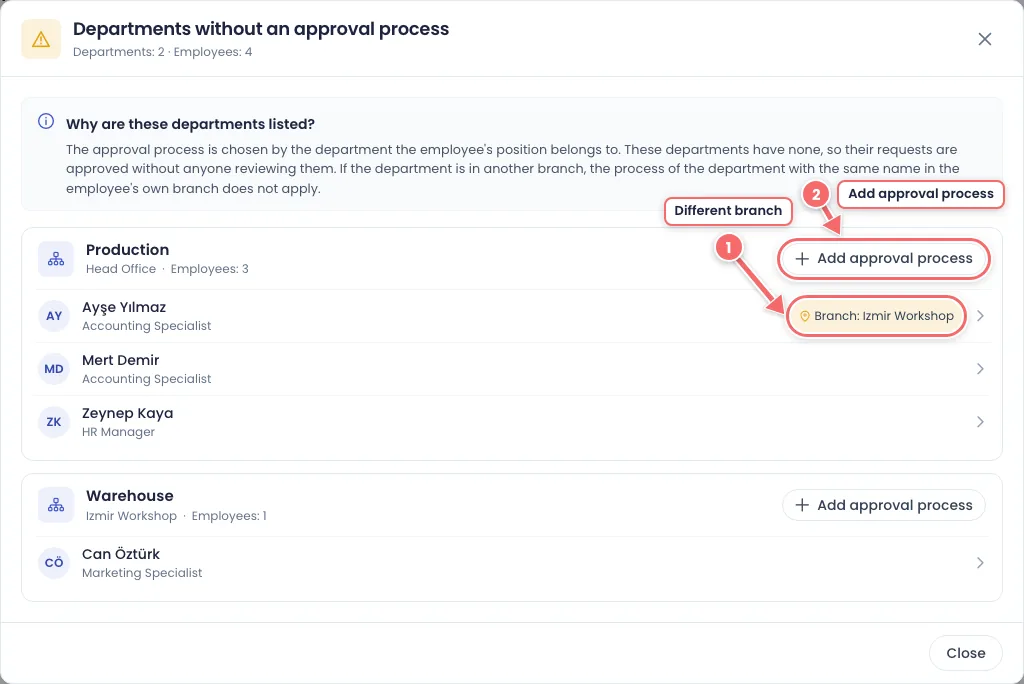 Departments without an approval process
Departments: 2 · Employees: 4
Why are these departments listed?
The approval process is chosen by the department the employee's position belongs to. These departments have none, so their requests are
approved without anyone reviewing them. If the department is in another branch, the process of the department with the same name in the
employee's own branch does not apply.
2
Add approval process
Different branch
1
Production
Head Office · Employees: 3
+ Add approval process
AY
Ayşe Yılmaz
Accounting Specialist
Branch: Izmir Workshop
MD
Mert Demir
Accounting Specialist
ZK
Zeynep Kaya
HR Manager
Warehouse
Izmir Workshop · Employees: 1
+ Add approval process
CÖ
Can Öztürk
Marketing Specialist
Close